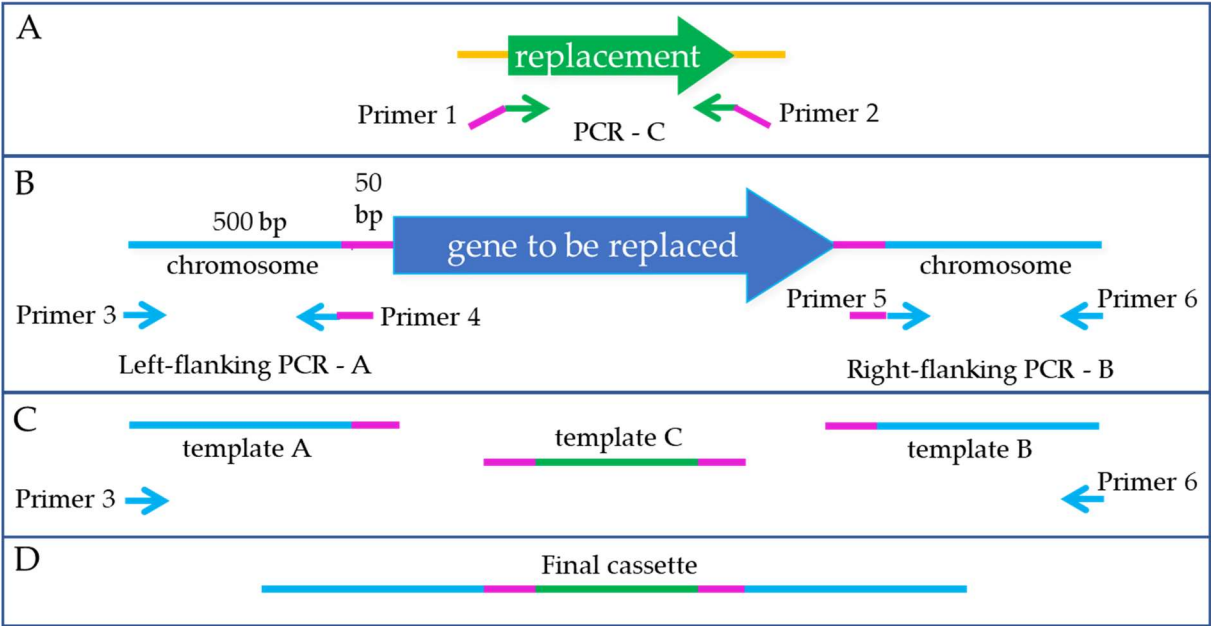 A
replacement
Primer 1
Primer 2
PCR - C
B
50
bp
500 bp
gene to be replaced
chromosome
chromosome
Primer 3
Primer 4
Primer 5
Primer 6
Left-flanking PCR - A
Right-flanking PCR - B
C
template A
template C
template B
Primer 3
Primer 6
D
Final cassette